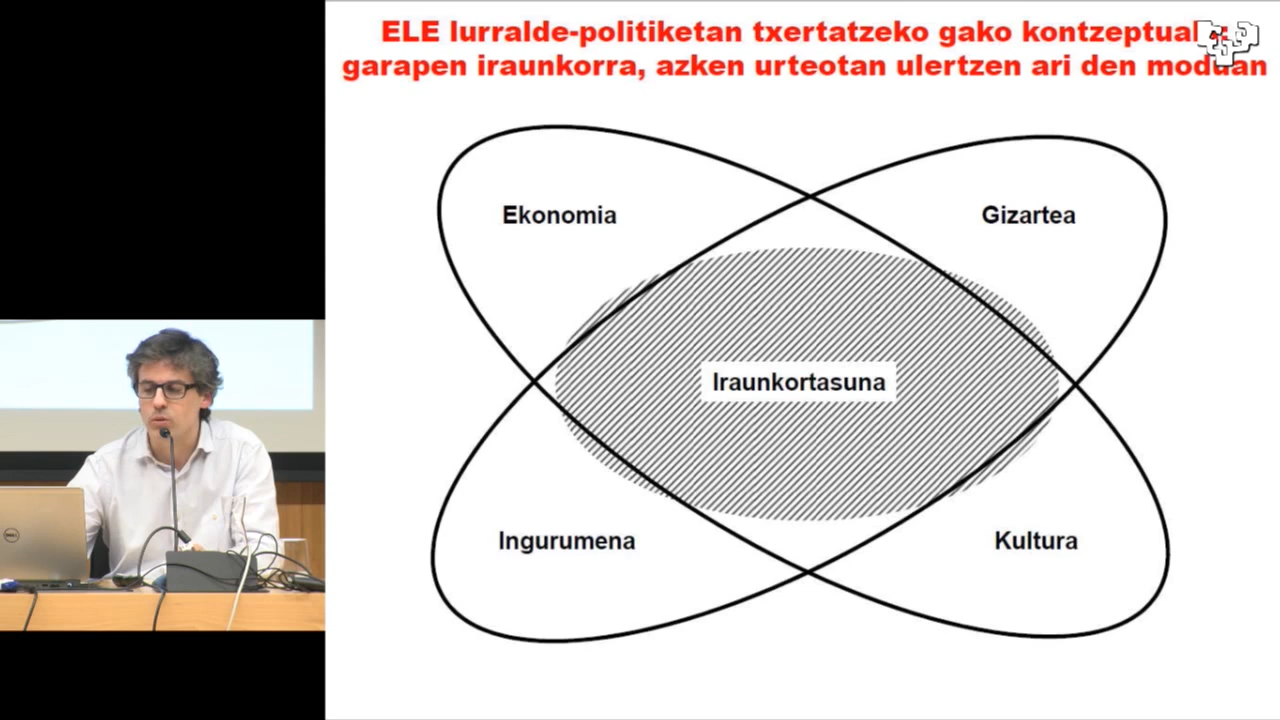 ELE lurralde-politiketan txertatzeko gako kontzeptuala:
garapen iraunkorra, azken urteotan ulertzen ari den moduan
Ekonomia
Gizartea
Iraunkortasuna
Ingurumena
Kultura
DELL